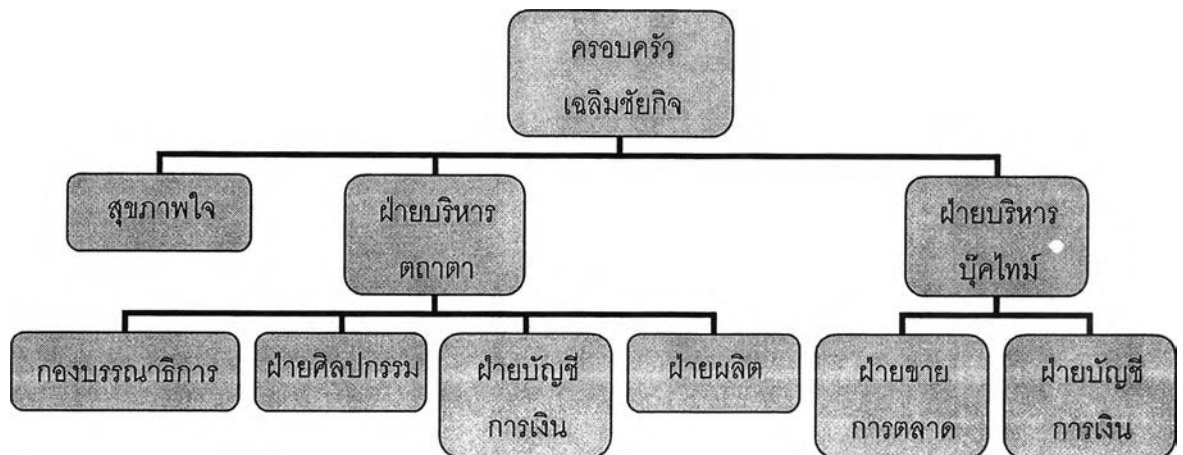 ครอบครัว
เฉลิมชัยกิจ
สุขภาพใจ
ฝ่ายบริหาร
ตถาตา
ฝ่ายบริหาร
บุ๊คไทม์
กองบรรณาธิการ
ฝ่ายศิลปกรรม
ฝ่ายบัญชี
การเงิน
ฝ่ายผลิต
ฝ่ายขาย
การตลาด
ฝ่ายบัญชี
การเงิน